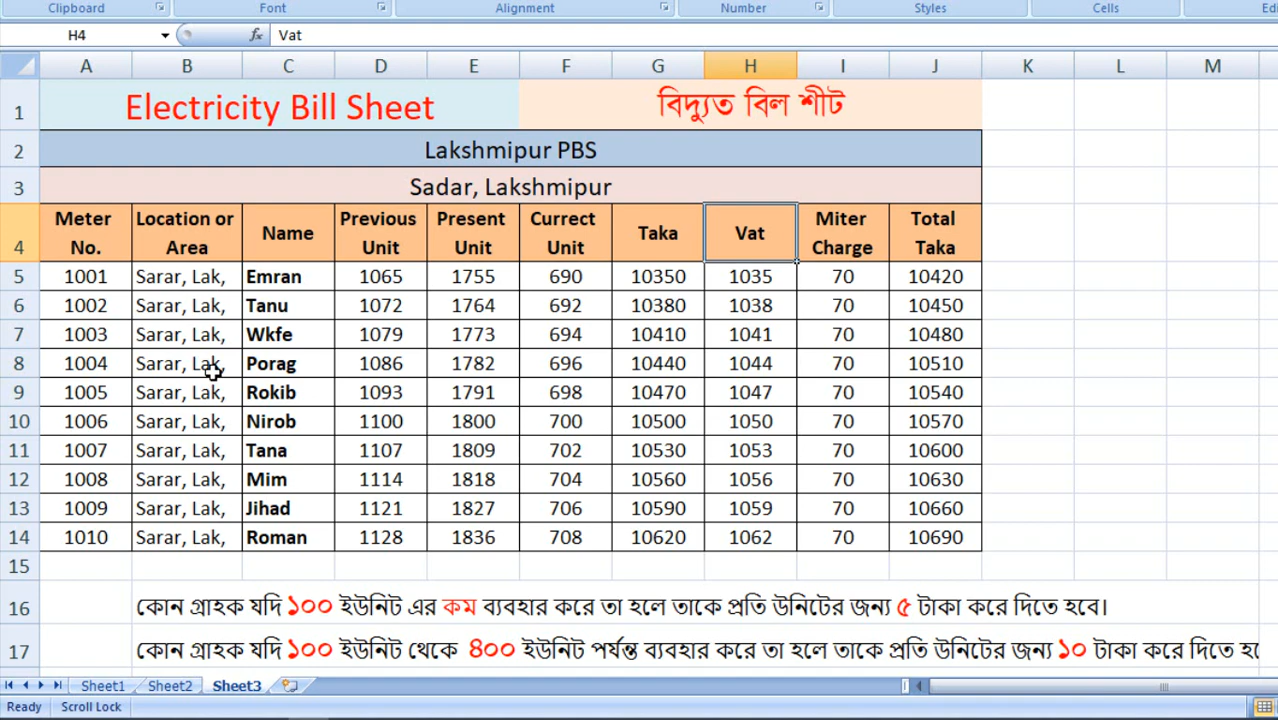 Clipboard Font Alignment Number Styles Cells
H4 fx Vat
A B C D E F G H I J K L M
1 Electricity Bill Sheet বিদ্যুত বিল শীট
2 Lakshmipur PBS
3 Sadar, Lakshmipur
Meter Location or Previous Present Currect Miter Total
4 No. Area Name Unit Unit Unit Taka Vat Charge Taka
5 1001 Sarar, Lak, Emran 1065 1755 690 10350 1035 70 10420
6 1002 Sarar, Lak, Tanu 1072 1764 692 10380 1038 70 10450
7 1003 Sarar, Lak, Wkfe 1079 1773 694 10410 1041 70 10480
8 1004 Sarar, Lak, Porag 1086 1782 696 10440 1044 70 10510
9 1005 Sarar, Lak, Rokib 1093 1791 698 10470 1047 70 10540
10 1006 Sarar, Lak, Nirob 1100 1800 700 10500 1050 70 10570
11 1007 Sarar, Lak, Tana 1107 1809 702 10530 1053 70 10600
12 1008 Sarar, Lak, Mim 1114 1818 704 10560 1056 70 10630
13 1009 Sarar, Lak, Jihad 1121 1827 706 10590 1059 70 10660
14 1010 Sarar, Lak, Roman 1128 1836 708 10620 1062 70 10690
15
16 কোন গ্রাহক যদি ১০০ ইউনিট এর কম ব্যবহার করে তা হলে তাকে প্রতি উনিটের জন্য ৫ টাকা করে দিতে হবে।
17 কোন গ্রাহক যদি ১০০ ইউনিট থেকে ৪০০ ইউনিট পর্যন্ত ব্যবহার করে তা হলে তাকে প্রতি উনিটের জন্য ১০ টাকা করে দিতে
Sheet1 Sheet2 Sheet3
Ready Scroll Lock